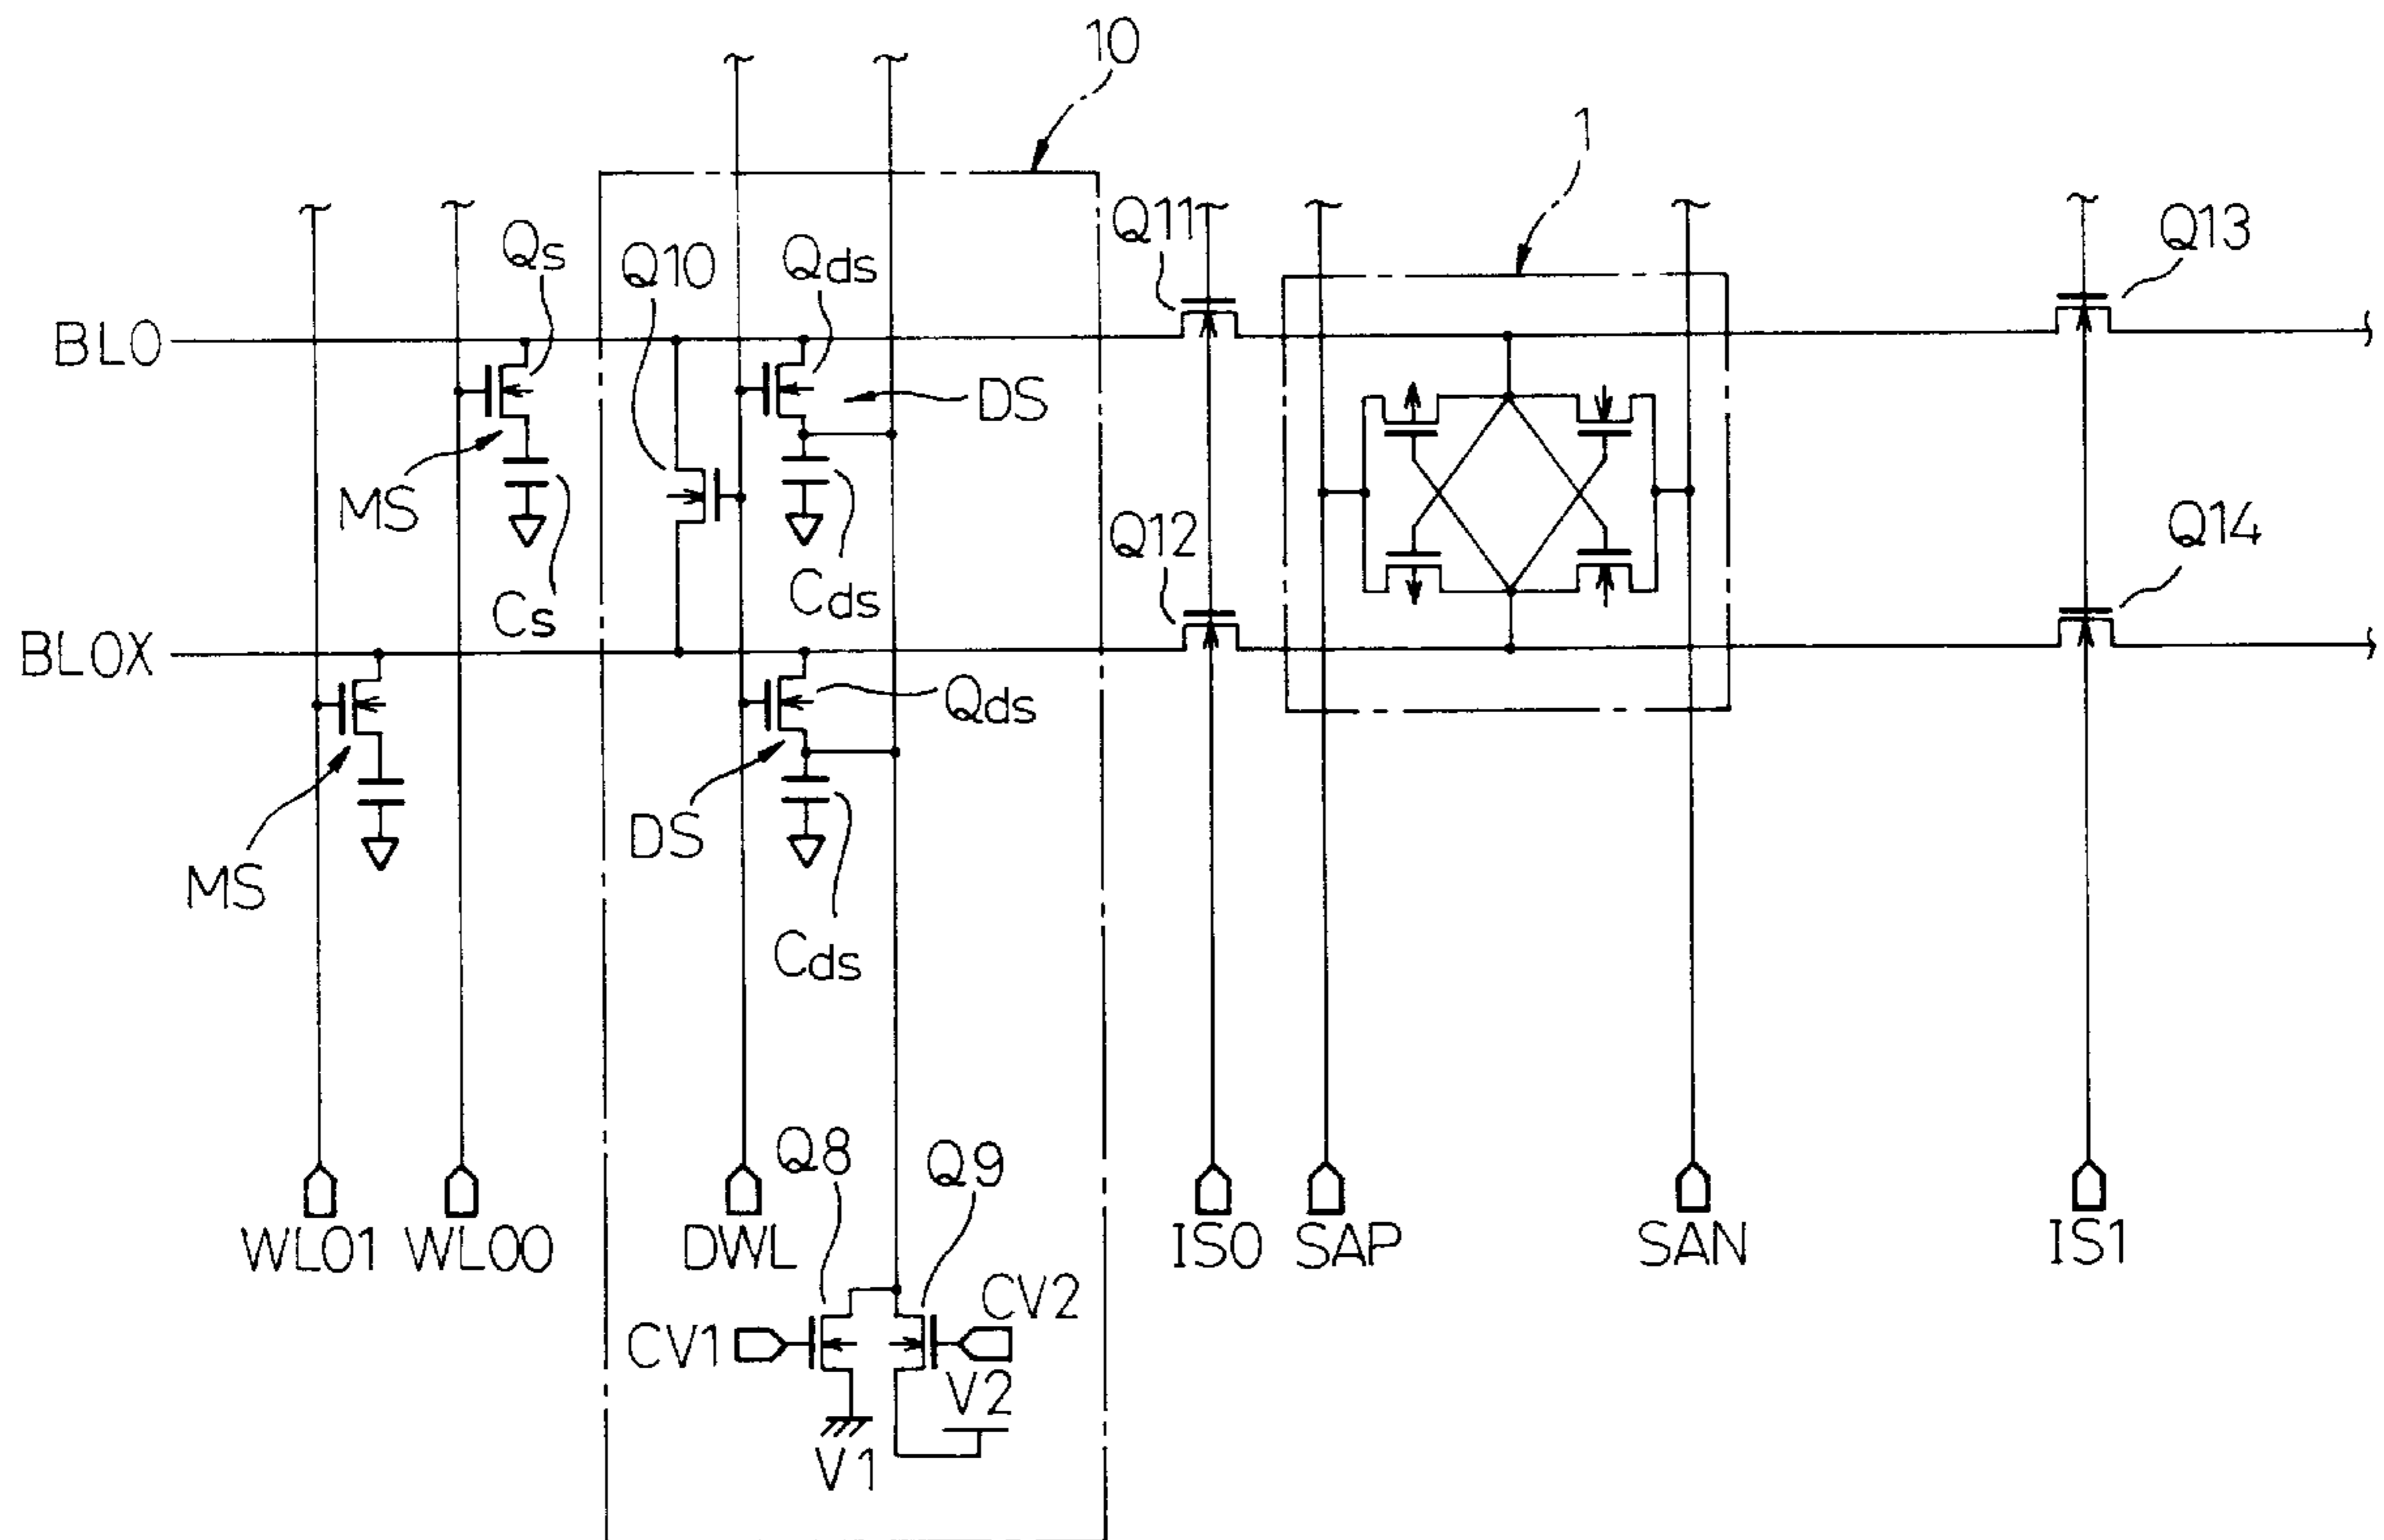 10
1
Q11
Q13
Qs
Q10
Qds
BL0
DS
MS
Q12
Q14
Cs
Cds
BL0X
Qds
DS
MS
Cds
Q8
Q9
WL01
WL00
DWL
IS0
SAP
SAN
IS1
CV1
CV2
V2
V1